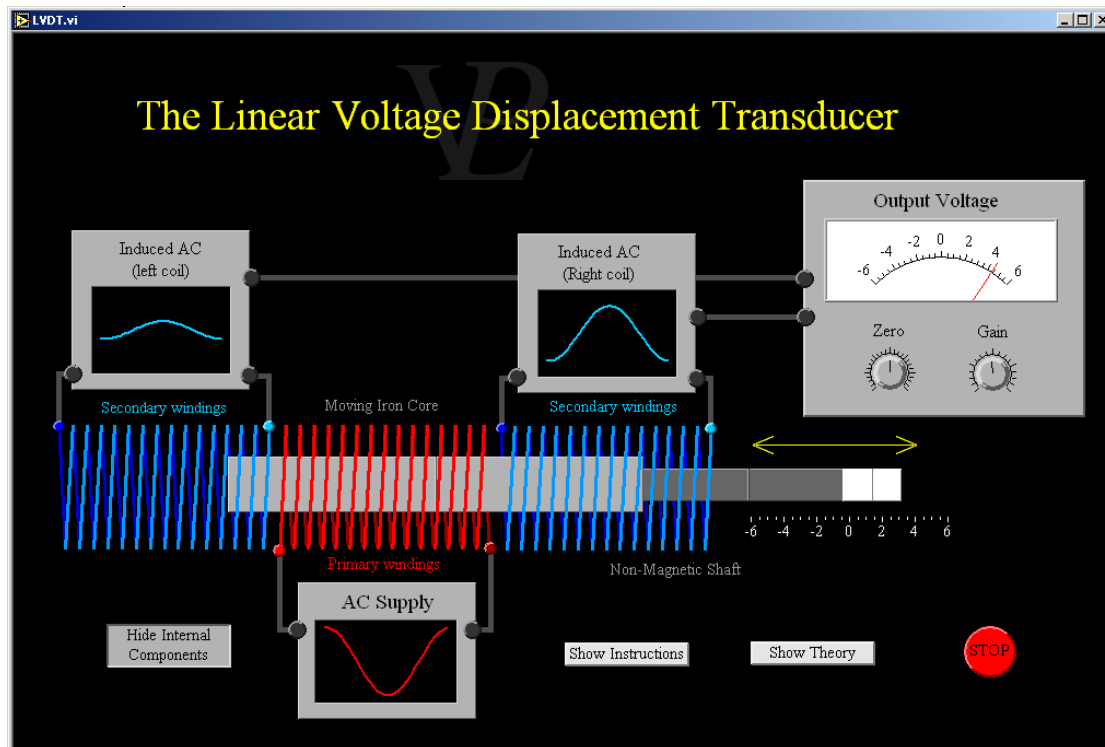 LVDT.vi
VPL
The Linear Voltage Displacement Transducer
Output Voltage
-6 -4 -2 0 2 4 6
Zero Gain
Induced AC
(left coil)
Induced AC
(Right coil)
Secondary windings
Moving Iron Core
Secondary windings
-6 -4 -2 0 2 4 6
Primary windings
Non-Magnetic Shaft
AC Supply
Hide Internal
Components
Show Instructions
Show Theory
STOP